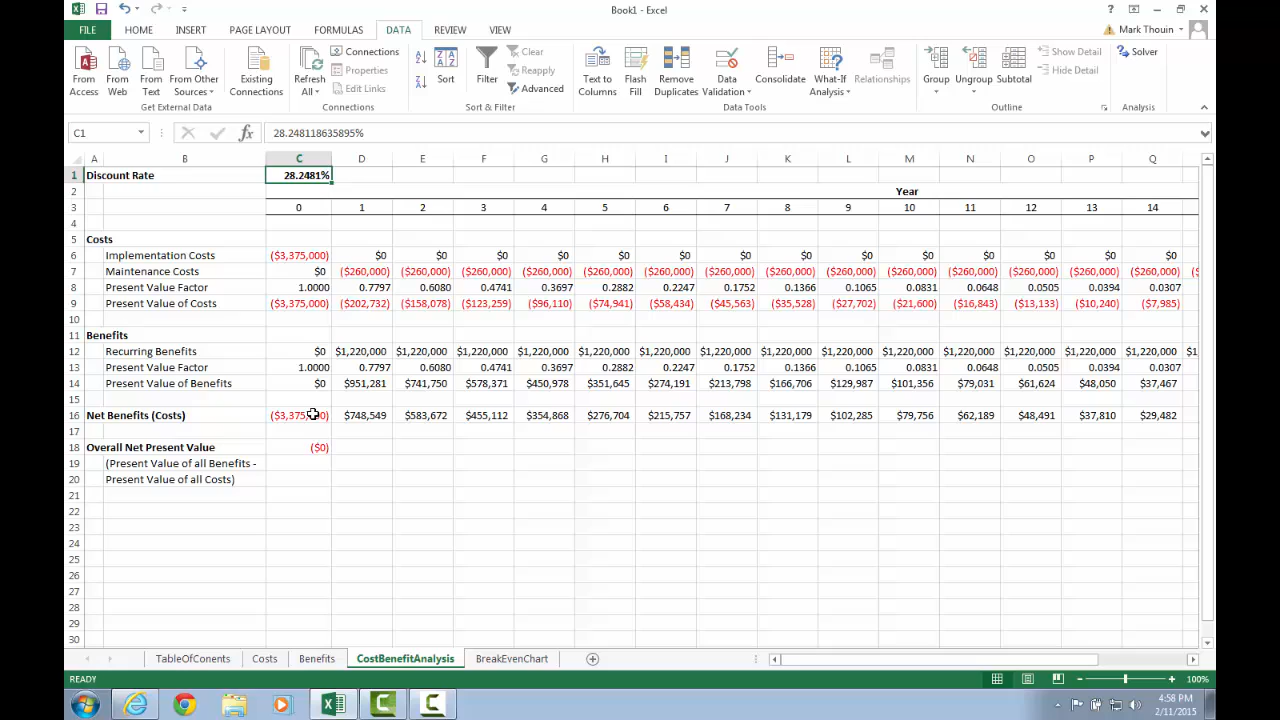 Book1 - Excel
FILE HOME INSERT PAGE LAYOUT FORMULAS DATA REVIEW VIEW Mark Thouin
From Access From Web From Text From Other Sources Existing Connections Refresh All Connections Properties Edit Links Sort Filter Clear Reapply Advanced Text to Columns Flash Fill Remove Duplicates Data Validation Consolidate What-If Analysis Relationships Group Ungroup Subtotal Show Detail Hide Detail Solver
Get External Data Connections Sort & Filter Data Tools Outline Analysis
C1 fx 28.248118635895%
A B C D E F G H I J K L M N O P Q
1 Discount Rate 28.2481%
2 Year
3 0 1 2 3 4 5 6 7 8 9 10 11 12 13 14
4
5 Costs
6 Implementation Costs ($3,375,000) $0 $0 $0 $0 $0 $0 $0 $0 $0 $0 $0 $0 $0 $0
7 Maintenance Costs $0 ($260,000) ($260,000) ($260,000) ($260,000) ($260,000) ($260,000) ($260,000) ($260,000) ($260,000) ($260,000) ($260,000) ($260,000) ($260,000) ($260,000)
8 Present Value Factor 1.0000 0.7797 0.6080 0.4741 0.3697 0.2882 0.2247 0.1752 0.1366 0.1065 0.0831 0.0648 0.0505 0.0394 0.0307
9 Present Value of Costs ($3,375,000) ($202,732) ($158,078) ($123,259) ($96,110) ($74,941) ($58,434) ($45,563) ($35,528) ($27,702) ($21,600) ($16,843) ($13,133) ($10,240) ($7,985)
10
11 Benefits
12 Recurring Benefits $0 $1,220,000 $1,220,000 $1,220,000 $1,220,000 $1,220,000 $1,220,000 $1,220,000 $1,220,000 $1,220,000 $1,220,000 $1,220,000 $1,220,000 $1,220,000 $1,220,000 $1
13 Present Value Factor 1.0000 0.7797 0.6080 0.4741 0.3697 0.2882 0.2247 0.1752 0.1366 0.1065 0.0831 0.0648 0.0505 0.0394 0.0307
14 Present Value of Benefits $0 $951,281 $741,750 $578,371 $450,978 $351,645 $274,191 $213,798 $166,706 $129,987 $101,356 $79,031 $61,624 $48,050 $37,467
15
16 Net Benefits (Costs) $748,549 $583,672 $455,112 $354,868 $276,704 $215,757 $168,234 $131,179 $102,285 $79,756 $62,189 $48,491 $37,810 $29,482
17
18 Overall Net Present Value ($0)
19 (Present Value of all Benefits -
20 Present Value of all Costs)
21
22
23
24
25
26
27
28
29
30
TableOfConents Costs Benefits CostBenefitAnalysis BreakEvenChart
READY 100%
4:58 PM
2/11/2015